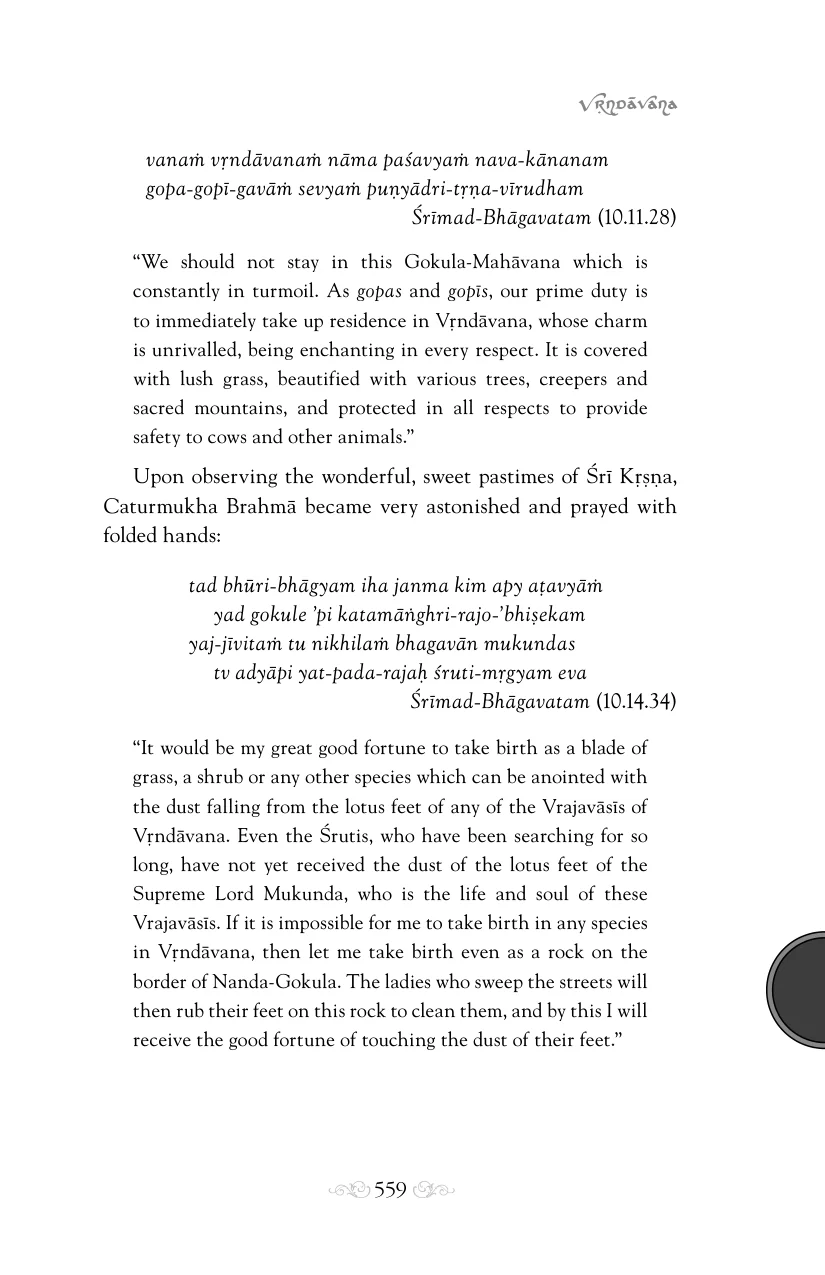 Vṛndāvana
vanaṁ vṛndāvanaṁ nāma paśavyaṁ nava-kānanam
gopa-gopī-gavāṁ sevyaṁ puṇyādri-tṛṇa-vīrudham
Śrīmad-Bhāgavatam (10.11.28)
“We should not stay in this Gokula-Mahāvana which is
constantly in turmoil. As gopas and gopīs, our prime duty is
to immediately take up residence in Vṛndāvana, whose charm
is unrivalled, being enchanting in every respect. It is covered
with lush grass, beautified with various trees, creepers and
sacred mountains, and protected in all respects to provide
safety to cows and other animals.”
Upon observing the wonderful, sweet pastimes of Śrī Kṛṣṇa,
Caturmukha Brahmā became very astonished and prayed with
folded hands:
tad bhūri-bhāgyam iha janma kim apy aṭavyāṁ
yad gokule ’pi katamāṅghri-rajo-’bhiṣekam
yaj-jīvitaṁ tu nikhilaṁ bhagavān mukundas
tv adyāpi yat-pada-rajaḥ śruti-mṛgyam eva
Śrīmad-Bhāgavatam (10.14.34)
“It would be my great good fortune to take birth as a blade of
grass, a shrub or any other species which can be anointed with
the dust falling from the lotus feet of any of the Vrajavāsīs of
Vṛndāvana. Even the Śrutis, who have been searching for so
long, have not yet received the dust of the lotus feet of the
Supreme Lord Mukunda, who is the life and soul of these
Vrajavāsīs. If it is impossible for me to take birth in any species
in Vṛndāvana, then let me take birth even as a rock on the
border of Nanda-Gokula. The ladies who sweep the streets will
then rub their feet on this rock to clean them, and by this I will
receive the good fortune of touching the dust of their feet.”
559